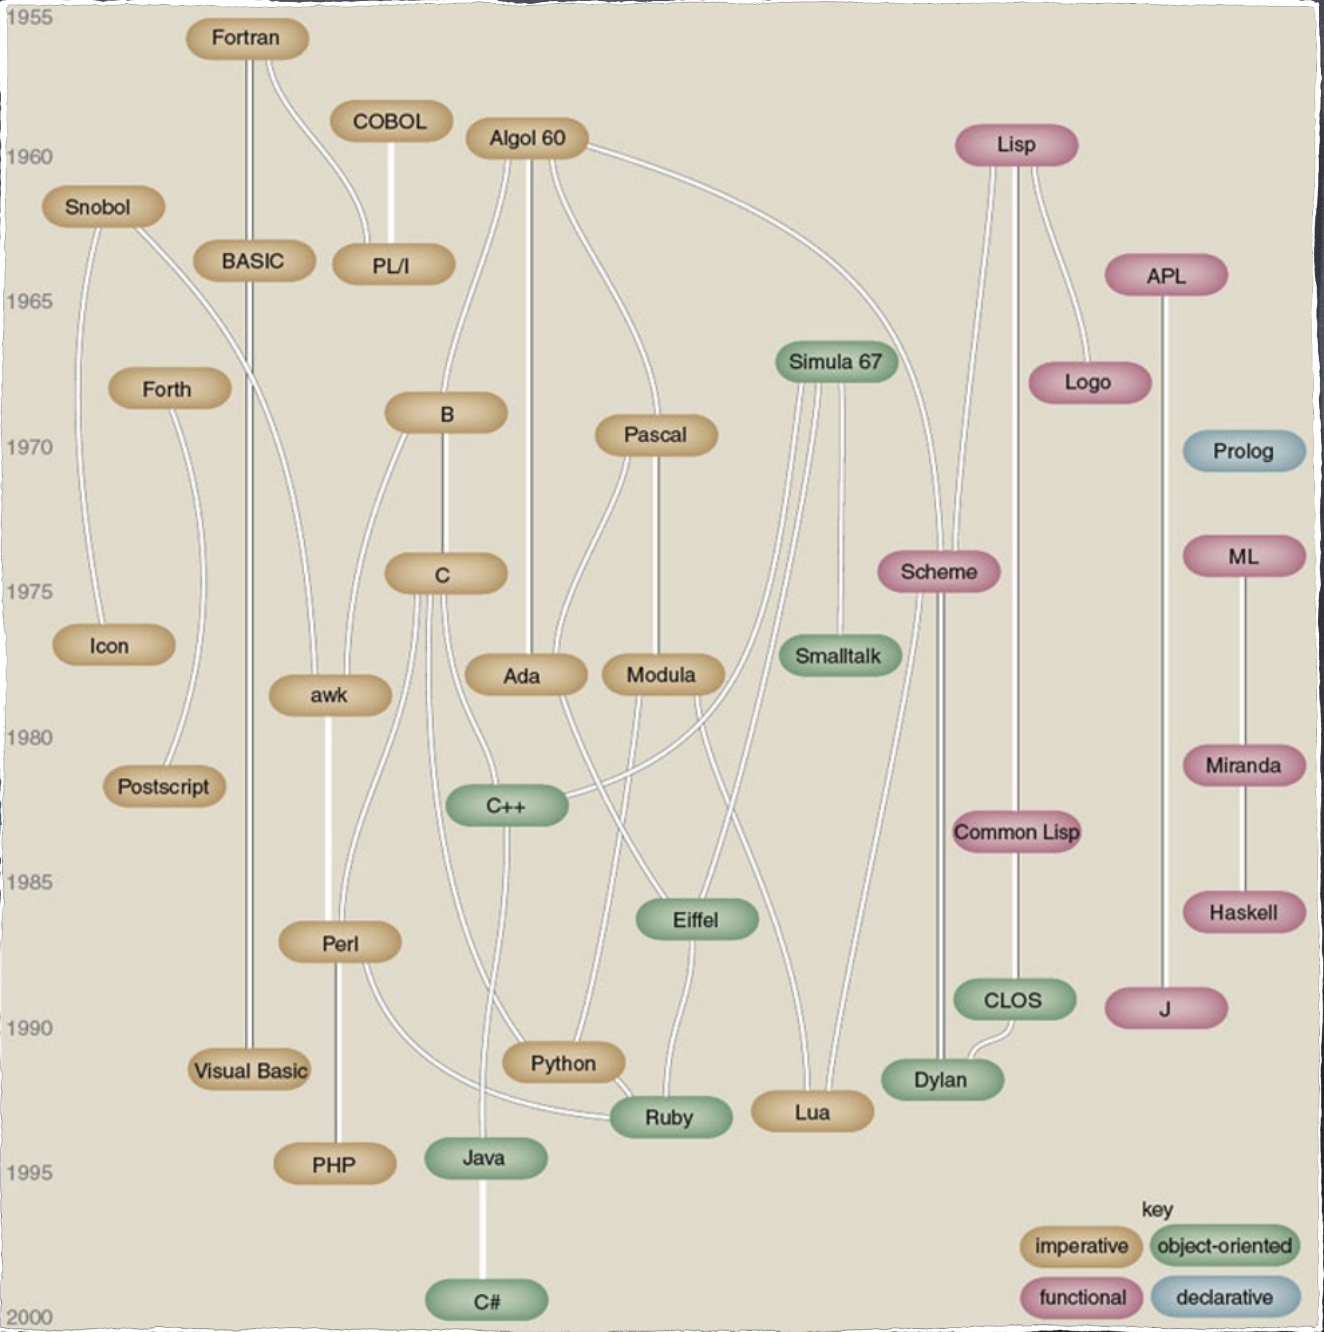 1955
Fortran
COBOL
Algol 60
Lisp
1960
Snobol
BASIC
PL/I
APL
1965
Simula 67
Logo
Forth
B
Pascal
1970
Prolog
ML
Scheme
C
1975
Icon
Smalltalk
Ada
Modula
awk
1980
Miranda
Postscript
C++
Common Lisp
1985
Haskell
Eiffel
Perl
CLOS
J
1990
Python
Visual Basic
Dylan
Lua
Ruby
Java
PHP
1995
key
imperative
object-oriented
functional
declarative
C#
2000